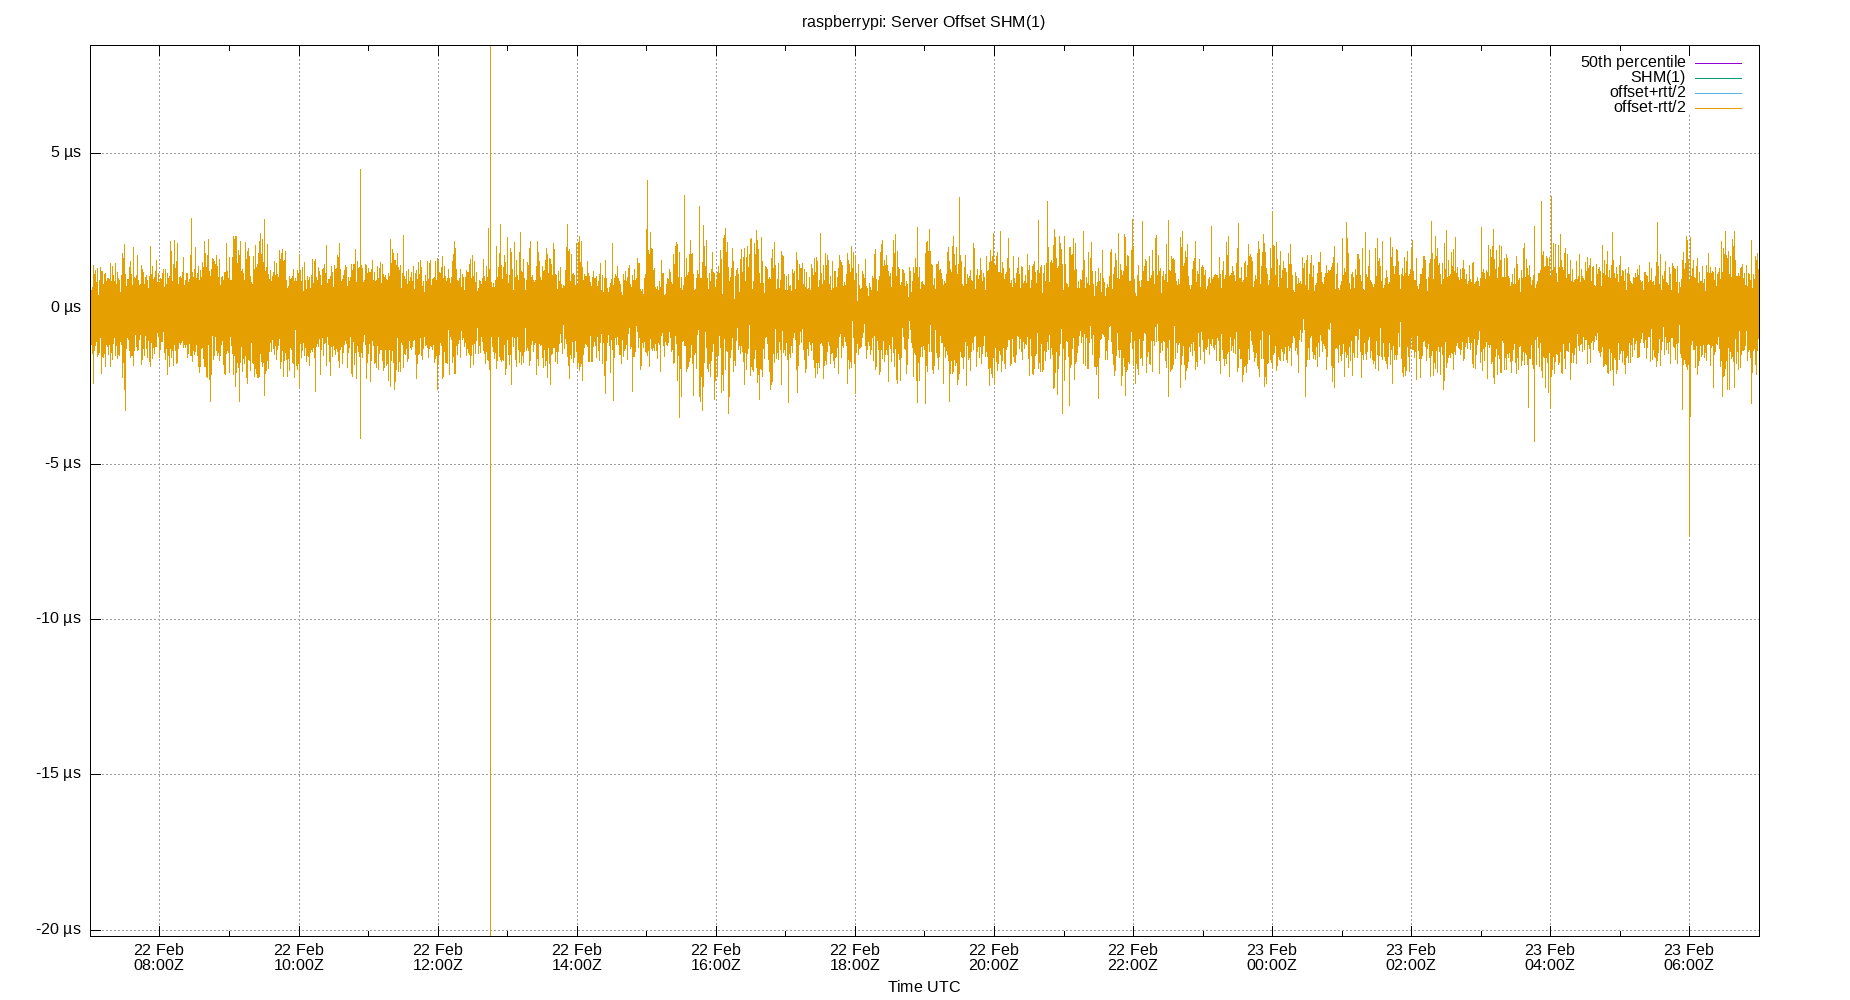 raspberrypi: Server Offset SHM(1)
50th percentile
SHM(1)
offset+rtt/2
offset-rtt/2
5 µs
0 µs
-5 µs
-10 µs
-15 µs
-20 µs
22 Feb 22 Feb 22 Feb 22 Feb 22 Feb 22 Feb 22 Feb 22 Feb 23 Feb 23 Feb 23 Feb 23 Feb
08:00Z 10:00Z 12:00Z 14:00Z 16:00Z 18:00Z 20:00Z 22:00Z 00:00Z 02:00Z 04:00Z 06:00Z
Time UTC